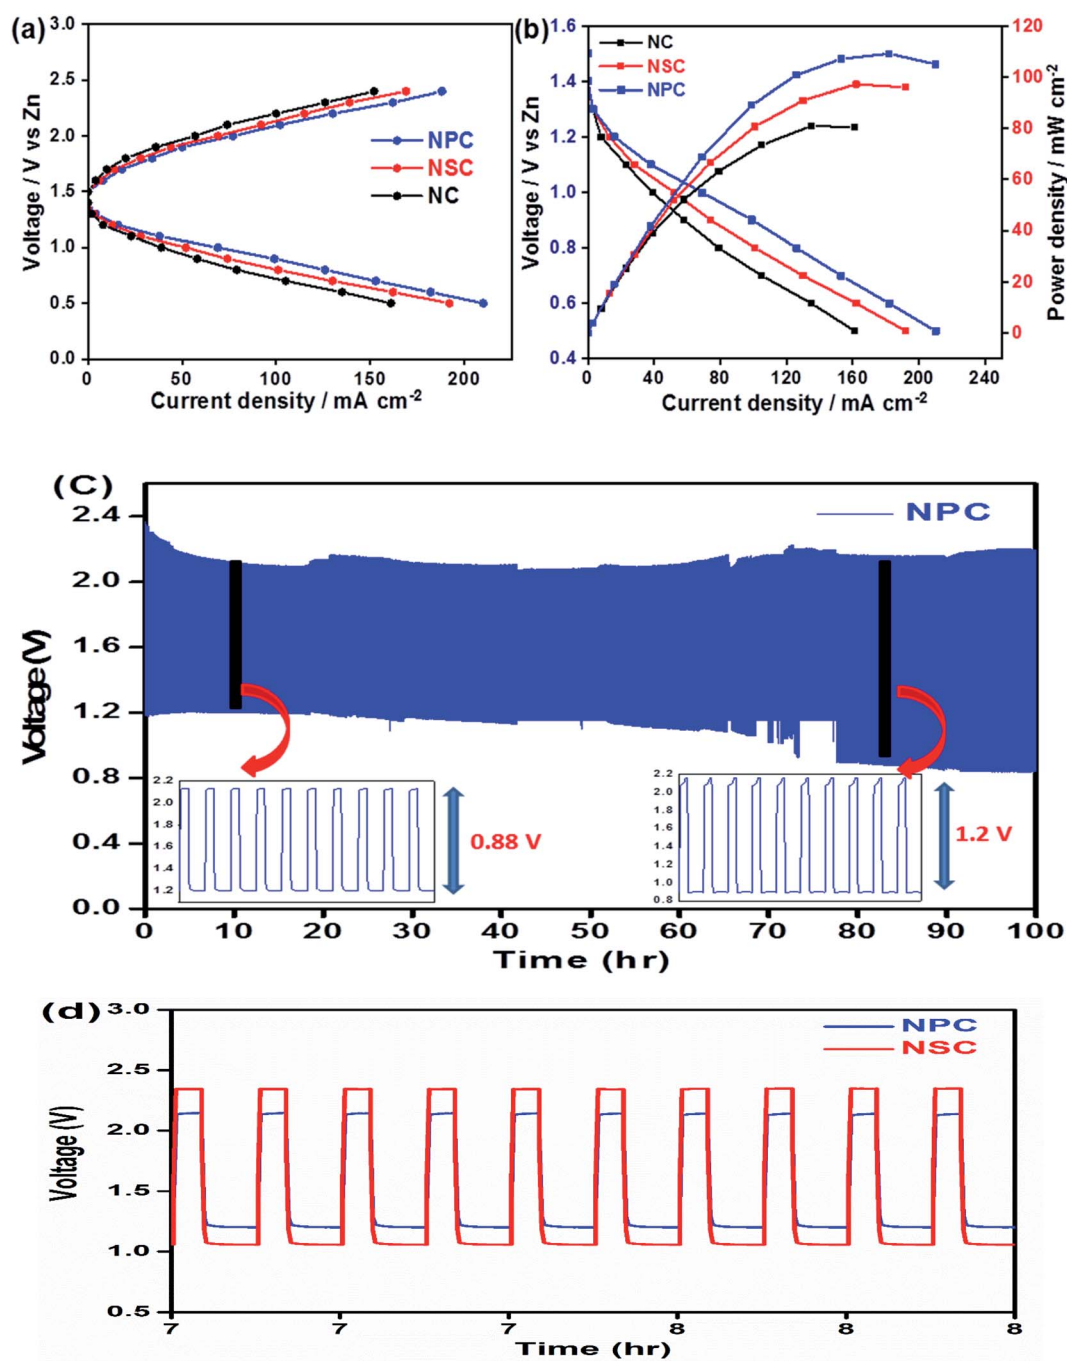 (a)
3.0
2.5
2.0
1.5
1.0
0.5
0.0
Voltage / V vs Zn
NPC
NSC
NC
0 50 100 150 200
Current density / mA cm-2
(b)
1.6
1.4
1.2
1.0
0.8
0.6
0.4
Voltage / V vs Zn
NC
NSC
NPC
120
100
80
60
40
20
0
Power density / mW cm-2
0 40 80 120 160 200 240
Current density / mA cm-2
(C)
NPC
2.4
2.0
1.6
1.2
0.8
0.4
0.0
Voltage(V)
2.2
2.0
1.8
1.6
1.4
1.2
0.88 V
2.2
2.0
1.8
1.6
1.4
1.2
1.0
0.8
1.2 V
0 10 20 30 40 50 60 70 80 90 100
Time (hr)
(d)
3.0
2.5
2.0
1.5
1.0
0.5
Voltage (V)
NPC
NSC
7 7 7 8 8 8
Time (hr)